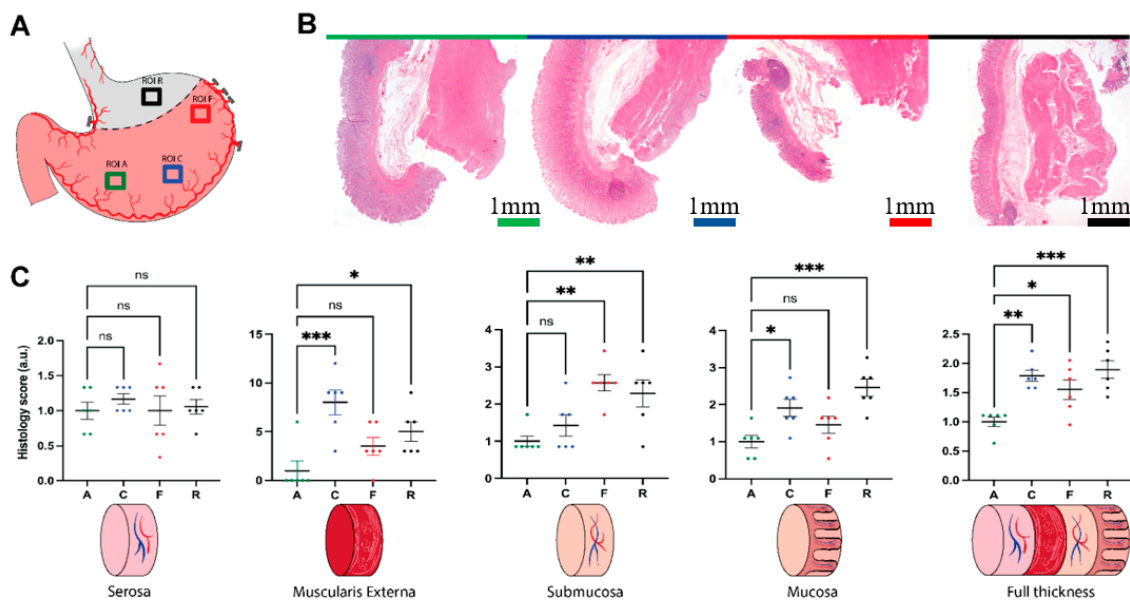 A
ROI R
ROI F
ROI A
ROI C
B
1mm
1mm
1mm
1mm
C
Histology score (a.u.)
ns
ns
ns
2.0
1.5
1.0
0.5
0.0
A C F R
Serosa
*
ns
***
15
10
5
0
A C F R
Muscularis Externa
**
**
ns
4
3
2
1
0
A C F R
Submucosa
***
ns
*
4
3
2
1
0
A C F R
Mucosa
***
*
**
2.5
2.0
1.5
1.0
0.5
0.0
A C F R
Full thickness